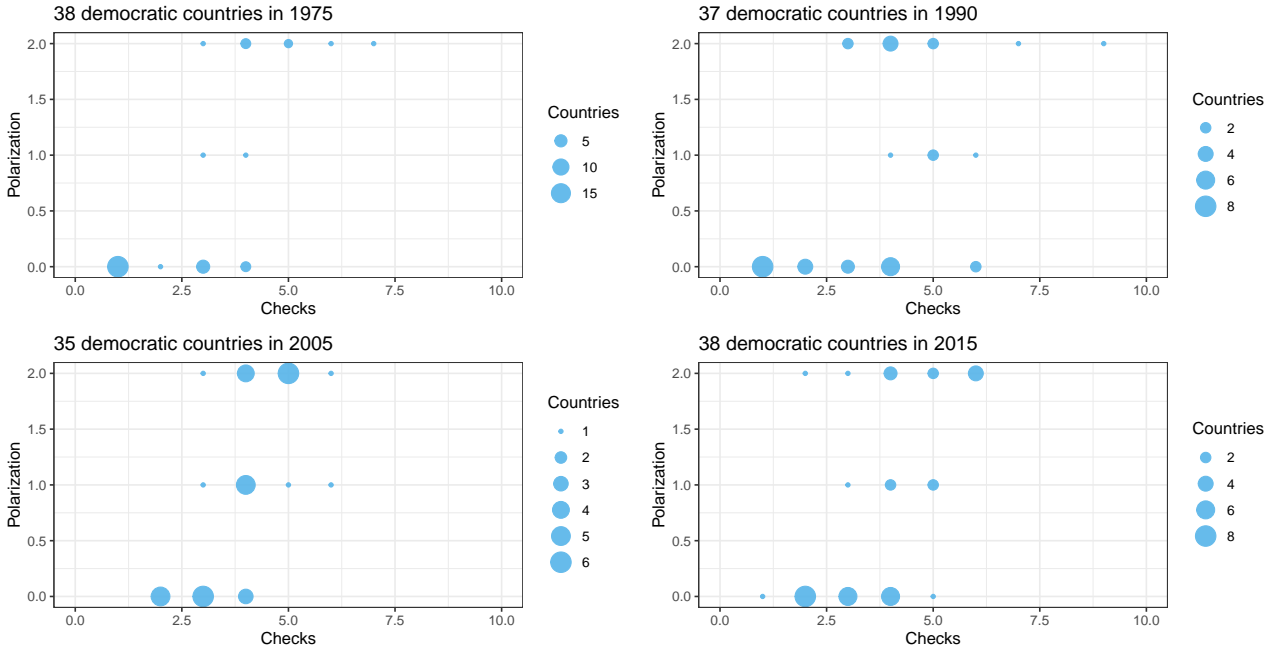 38 democratic countries in 1975
Polarization
2.0
1.5
1.0
0.5
0.0
0.0 2.5 5.0 7.5 10.0
Checks
Countries
5
10
15
37 democratic countries in 1990
Polarization
2.0
1.5
1.0
0.5
0.0
0.0 2.5 5.0 7.5 10.0
Checks
Countries
2
4
6
8
35 democratic countries in 2005
Polarization
2.0
1.5
1.0
0.5
0.0
0.0 2.5 5.0 7.5 10.0
Checks
Countries
1
2
3
4
5
6
38 democratic countries in 2015
Polarization
2.0
1.5
1.0
0.5
0.0
0.0 2.5 5.0 7.5 10.0
Checks
Countries
2
4
6
8